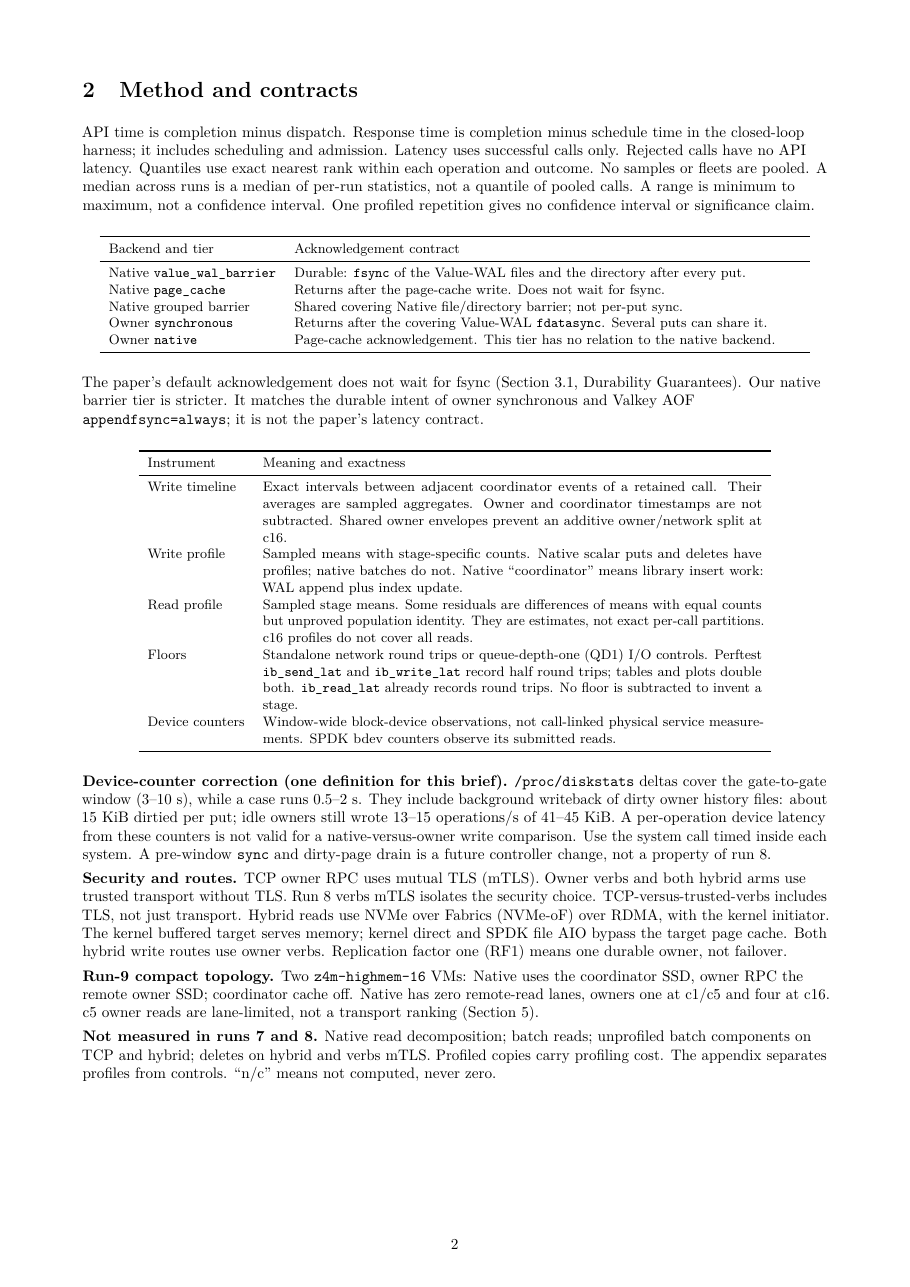 2 Method and contracts
API time is completion minus dispatch. Response time is completion minus schedule time in the closed-loop
harness; it includes scheduling and admission. Latency uses successful calls only. Rejected calls have no API
latency. Quantiles use exact nearest rank within each operation and outcome. No samples or fleets are pooled. A
median across runs is a median of per-run statistics, not a quantile of pooled calls. A range is minimum to
maximum, not a confidence interval. One profiled repetition gives no confidence interval or significance claim.
Backend and tier Acknowledgement contract
Native value_wal_barrier Durable: fsync of the Value-WAL files and the directory after every put.
Native page_cache Returns after the page-cache write. Does not wait for fsync.
Native grouped barrier Shared covering Native file/directory barrier; not per-put sync.
Owner synchronous Returns after the covering Value-WAL fdatasync. Several puts can share it.
Owner native Page-cache acknowledgement. This tier has no relation to the native backend.
The paper's default acknowledgement does not wait for fsync (Section 3.1, Durability Guarantees). Our native
barrier tier is stricter. It matches the durable intent of owner synchronous and Valkey AOF
appendfsync=always; it is not the paper's latency contract.
Instrument Meaning and exactness
Write timeline Exact intervals between adjacent coordinator events of a retained call. Their
averages are sampled aggregates. Owner and coordinator timestamps are not
subtracted. Shared owner envelopes prevent an additive owner/network split at
c16.
Write profile Sampled means with stage-specific counts. Native scalar puts and deletes have
profiles; native batches do not. Native “coordinator” means library insert work:
WAL append plus index update.
Read profile Sampled stage means. Some residuals are differences of means with equal counts
but unproved population identity. They are estimates, not exact per-call partitions.
c16 profiles do not cover all reads.
Floors Standalone network round trips or queue-depth-one (QD1) I/O controls. Perftest
ib_send_lat and ib_write_lat record half round trips; tables and plots double
both. ib_read_lat already records round trips. No floor is subtracted to invent a
stage.
Device counters Window-wide block-device observations, not call-linked physical service measure-
ments. SPDK bdev counters observe its submitted reads.
Device-counter correction (one definition for this brief). /proc/diskstats deltas cover the gate-to-gate
window (3–10 s), while a case runs 0.5–2 s. They include background writeback of dirty owner history files: about
15 KiB dirtied per put; idle owners still wrote 13–15 operations/s of 41–45 KiB. A per-operation device latency
from these counters is not valid for a native-versus-owner write comparison. Use the system call timed inside each
system. A pre-window sync and dirty-page drain is a future controller change, not a property of run 8.
Security and routes. TCP owner RPC uses mutual TLS (mTLS). Owner verbs and both hybrid arms use
trusted transport without TLS. Run 8 verbs mTLS isolates the security choice. TCP-versus-trusted-verbs includes
TLS, not just transport. Hybrid reads use NVMe over Fabrics (NVMe-oF) over RDMA, with the kernel initiator.
The kernel buffered target serves memory; kernel direct and SPDK file AIO bypass the target page cache. Both
hybrid write routes use owner verbs. Replication factor one (RF1) means one durable owner, not failover.
Run-9 compact topology. Two z4m-highmem-16 VMs: Native uses the coordinator SSD, owner RPC the
remote owner SSD; coordinator cache off. Native has zero remote-read lanes, owners one at c1/c5 and four at c16.
c5 owner reads are lane-limited, not a transport ranking (Section 5).
Not measured in runs 7 and 8. Native read decomposition; batch reads; unprofiled batch components on
TCP and hybrid; deletes on hybrid and verbs mTLS. Profiled copies carry profiling cost. The appendix separates
profiles from controls. “n/c” means not computed, never zero.
2